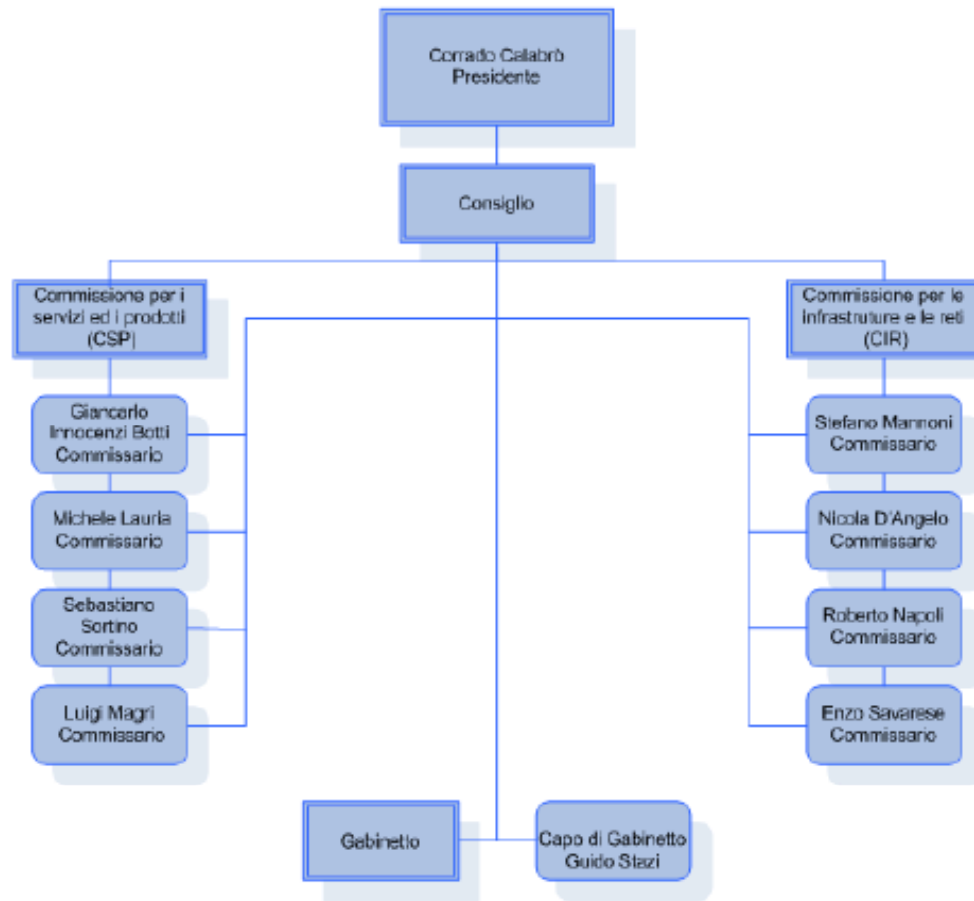 Corrado Calabrò
Presidente
Consiglio
Commissione per i
servizi ed i prodotti
(CSP)
Giancarlo
Innocenzi Botti
Commissario
Michele Lauria
Commissario
Sebastiano
Sortino
Commissario
Luigi Magri
Commissario
Commissione per le
infrastruture e le reti
(CIR)
Stefano Mannoni
Commissario
Nicola D'Angelo
Commissario
Roberto Napoli
Commissario
Enzo Savarese
Commissario
Gabinetto
Capo di Gabinetto
Guido Stazi